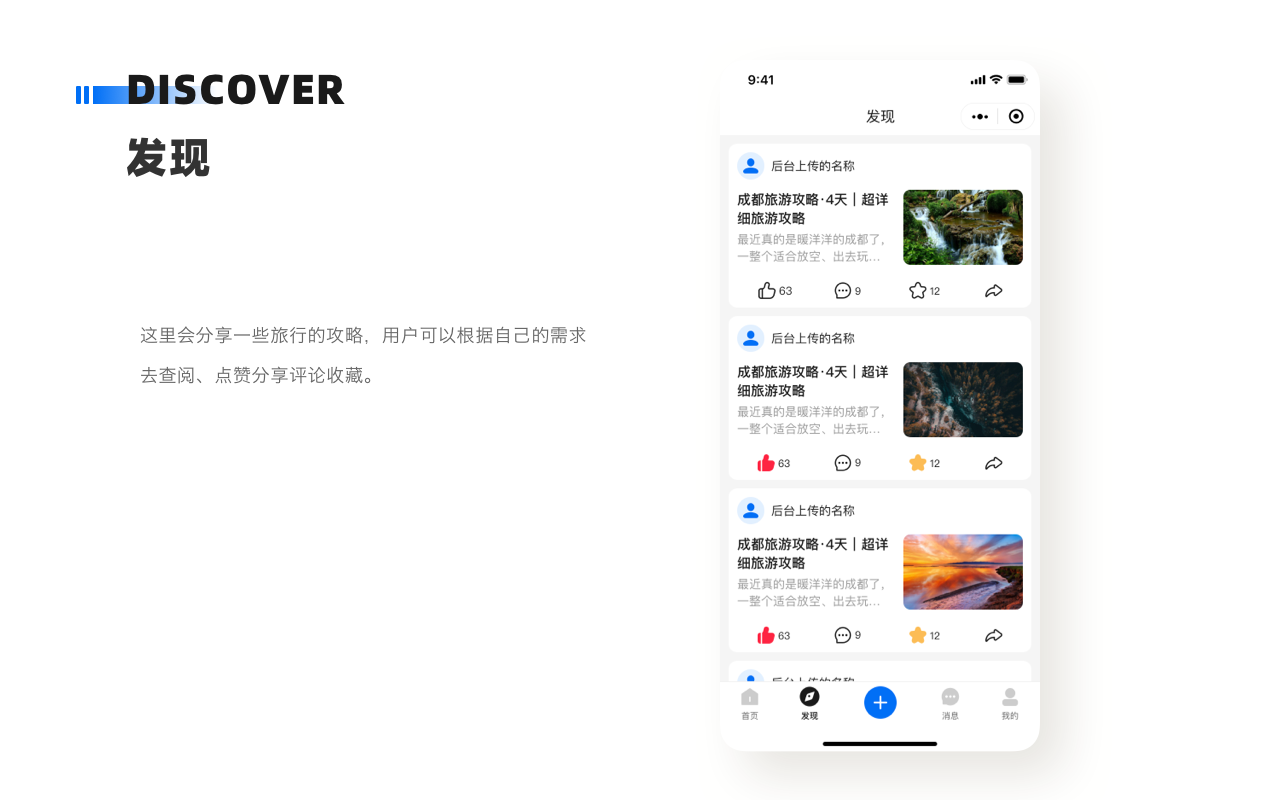 DISCOVER
发现
这里会分享一些旅行的攻略，用户可以根据自己的需求
去查阅、点赞分享评论收藏。
9:41
发现
后台上传的名称
成都旅游攻略·4天｜超详
细旅游攻略
最近真的是暖洋洋的成都了，
一整个适合放空、出去玩...
63 9 12
后台上传的名称
成都旅游攻略·4天｜超详
细旅游攻略
最近真的是暖洋洋的成都了，
一整个适合放空、出去玩...
63 9 12
后台上传的名称
成都旅游攻略·4天｜超详
细旅游攻略
最近真的是暖洋洋的成都了，
一整个适合放空、出去玩...
63 9 12
后台上传的名称
首页 发现 消息 我的